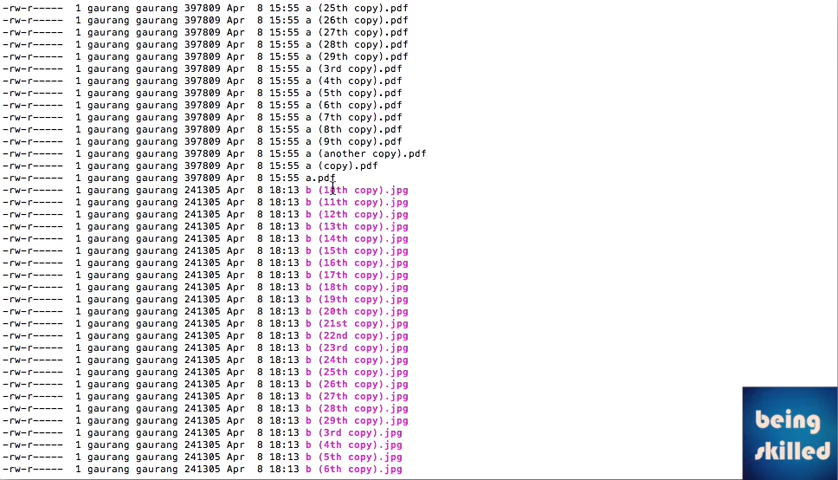 -rw-r----- 1 gaurang gaurang 397809 Apr 8 15:55 a (25th copy).pdf
-rw-r----- 1 gaurang gaurang 397809 Apr 8 15:55 a (26th copy).pdf
-rw-r----- 1 gaurang gaurang 397809 Apr 8 15:55 a (27th copy).pdf
-rw-r----- 1 gaurang gaurang 397809 Apr 8 15:55 a (28th copy).pdf
-rw-r----- 1 gaurang gaurang 397809 Apr 8 15:55 a (29th copy).pdf
-rw-r----- 1 gaurang gaurang 397809 Apr 8 15:55 a (3rd copy).pdf
-rw-r----- 1 gaurang gaurang 397809 Apr 8 15:55 a (4th copy).pdf
-rw-r----- 1 gaurang gaurang 397809 Apr 8 15:55 a (5th copy).pdf
-rw-r----- 1 gaurang gaurang 397809 Apr 8 15:55 a (6th copy).pdf
-rw-r----- 1 gaurang gaurang 397809 Apr 8 15:55 a (7th copy).pdf
-rw-r----- 1 gaurang gaurang 397809 Apr 8 15:55 a (8th copy).pdf
-rw-r----- 1 gaurang gaurang 397809 Apr 8 15:55 a (9th copy).pdf
-rw-r----- 1 gaurang gaurang 397809 Apr 8 15:55 a (another copy).pdf
-rw-r----- 1 gaurang gaurang 397809 Apr 8 15:55 a (copy).pdf
-rw-r----- 1 gaurang gaurang 397809 Apr 8 15:55 a.pdf
-rw-r----- 1 gaurang gaurang 241305 Apr 8 18:13 b (10th copy).jpg
-rw-r----- 1 gaurang gaurang 241305 Apr 8 18:13 b (11th copy).jpg
-rw-r----- 1 gaurang gaurang 241305 Apr 8 18:13 b (12th copy).jpg
-rw-r----- 1 gaurang gaurang 241305 Apr 8 18:13 b (13th copy).jpg
-rw-r----- 1 gaurang gaurang 241305 Apr 8 18:13 b (14th copy).jpg
-rw-r----- 1 gaurang gaurang 241305 Apr 8 18:13 b (15th copy).jpg
-rw-r----- 1 gaurang gaurang 241305 Apr 8 18:13 b (16th copy).jpg
-rw-r----- 1 gaurang gaurang 241305 Apr 8 18:13 b (17th copy).jpg
-rw-r----- 1 gaurang gaurang 241305 Apr 8 18:13 b (18th copy).jpg
-rw-r----- 1 gaurang gaurang 241305 Apr 8 18:13 b (19th copy).jpg
-rw-r----- 1 gaurang gaurang 241305 Apr 8 18:13 b (20th copy).jpg
-rw-r----- 1 gaurang gaurang 241305 Apr 8 18:13 b (21st copy).jpg
-rw-r----- 1 gaurang gaurang 241305 Apr 8 18:13 b (22nd copy).jpg
-rw-r----- 1 gaurang gaurang 241305 Apr 8 18:13 b (23rd copy).jpg
-rw-r----- 1 gaurang gaurang 241305 Apr 8 18:13 b (24th copy).jpg
-rw-r----- 1 gaurang gaurang 241305 Apr 8 18:13 b (25th copy).jpg
-rw-r----- 1 gaurang gaurang 241305 Apr 8 18:13 b (26th copy).jpg
-rw-r----- 1 gaurang gaurang 241305 Apr 8 18:13 b (27th copy).jpg
-rw-r----- 1 gaurang gaurang 241305 Apr 8 18:13 b (28th copy).jpg
-rw-r----- 1 gaurang gaurang 241305 Apr 8 18:13 b (29th copy).jpg
-rw-r----- 1 gaurang gaurang 241305 Apr 8 18:13 b (3rd copy).jpg
-rw-r----- 1 gaurang gaurang 241305 Apr 8 18:13 b (4th copy).jpg
-rw-r----- 1 gaurang gaurang 241305 Apr 8 18:13 b (5th copy).jpg
-rw-r----- 1 gaurang gaurang 241305 Apr 8 18:13 b (6th copy).jpg
being
skilled